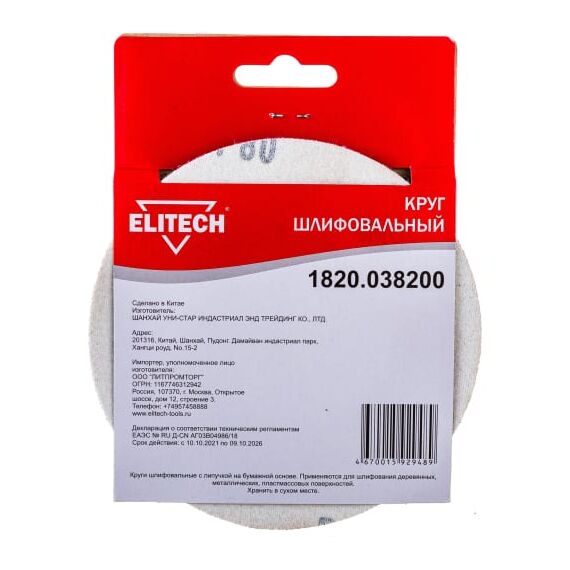 P80
ELITECH®
КРУГ
ШЛИФОВАЛЬНЫЙ
1820.038200
Сделано в Китае
Изготовитель:
ШАНХАЙ УНИ-СТАР ИНДАСТРИАЛ ЭНД ТРЕЙДИНГ КО., ЛТД.
Адрес:
201316, Китай, Шанхай, Пудонг. Дамайван индастриал парк,
Хангци роуд, No.15-2
Импортер, уполномоченное лицо
изготовителя:
ООО "ЛИТПРОМТОРГ"
ОГРН: 1167746312942
Россия, 107370, г. Москва, Открытое
шоссе, дом 12, строение 3.
Телефон: +74957458888
www.elitech-tools.ru
Декларация о соответствии техническим регламентам
ЕАЭС № RU Д-CN АГ03В04986/18
Срок действия: с 10.10.2021 по 09.10.2026
4670015929489
Круги шлифовальные с липучкой на бумажной основе. Применяются для шлифования деревянных,
металлических, пластмассовых поверхностей.
Хранить в сухом месте.